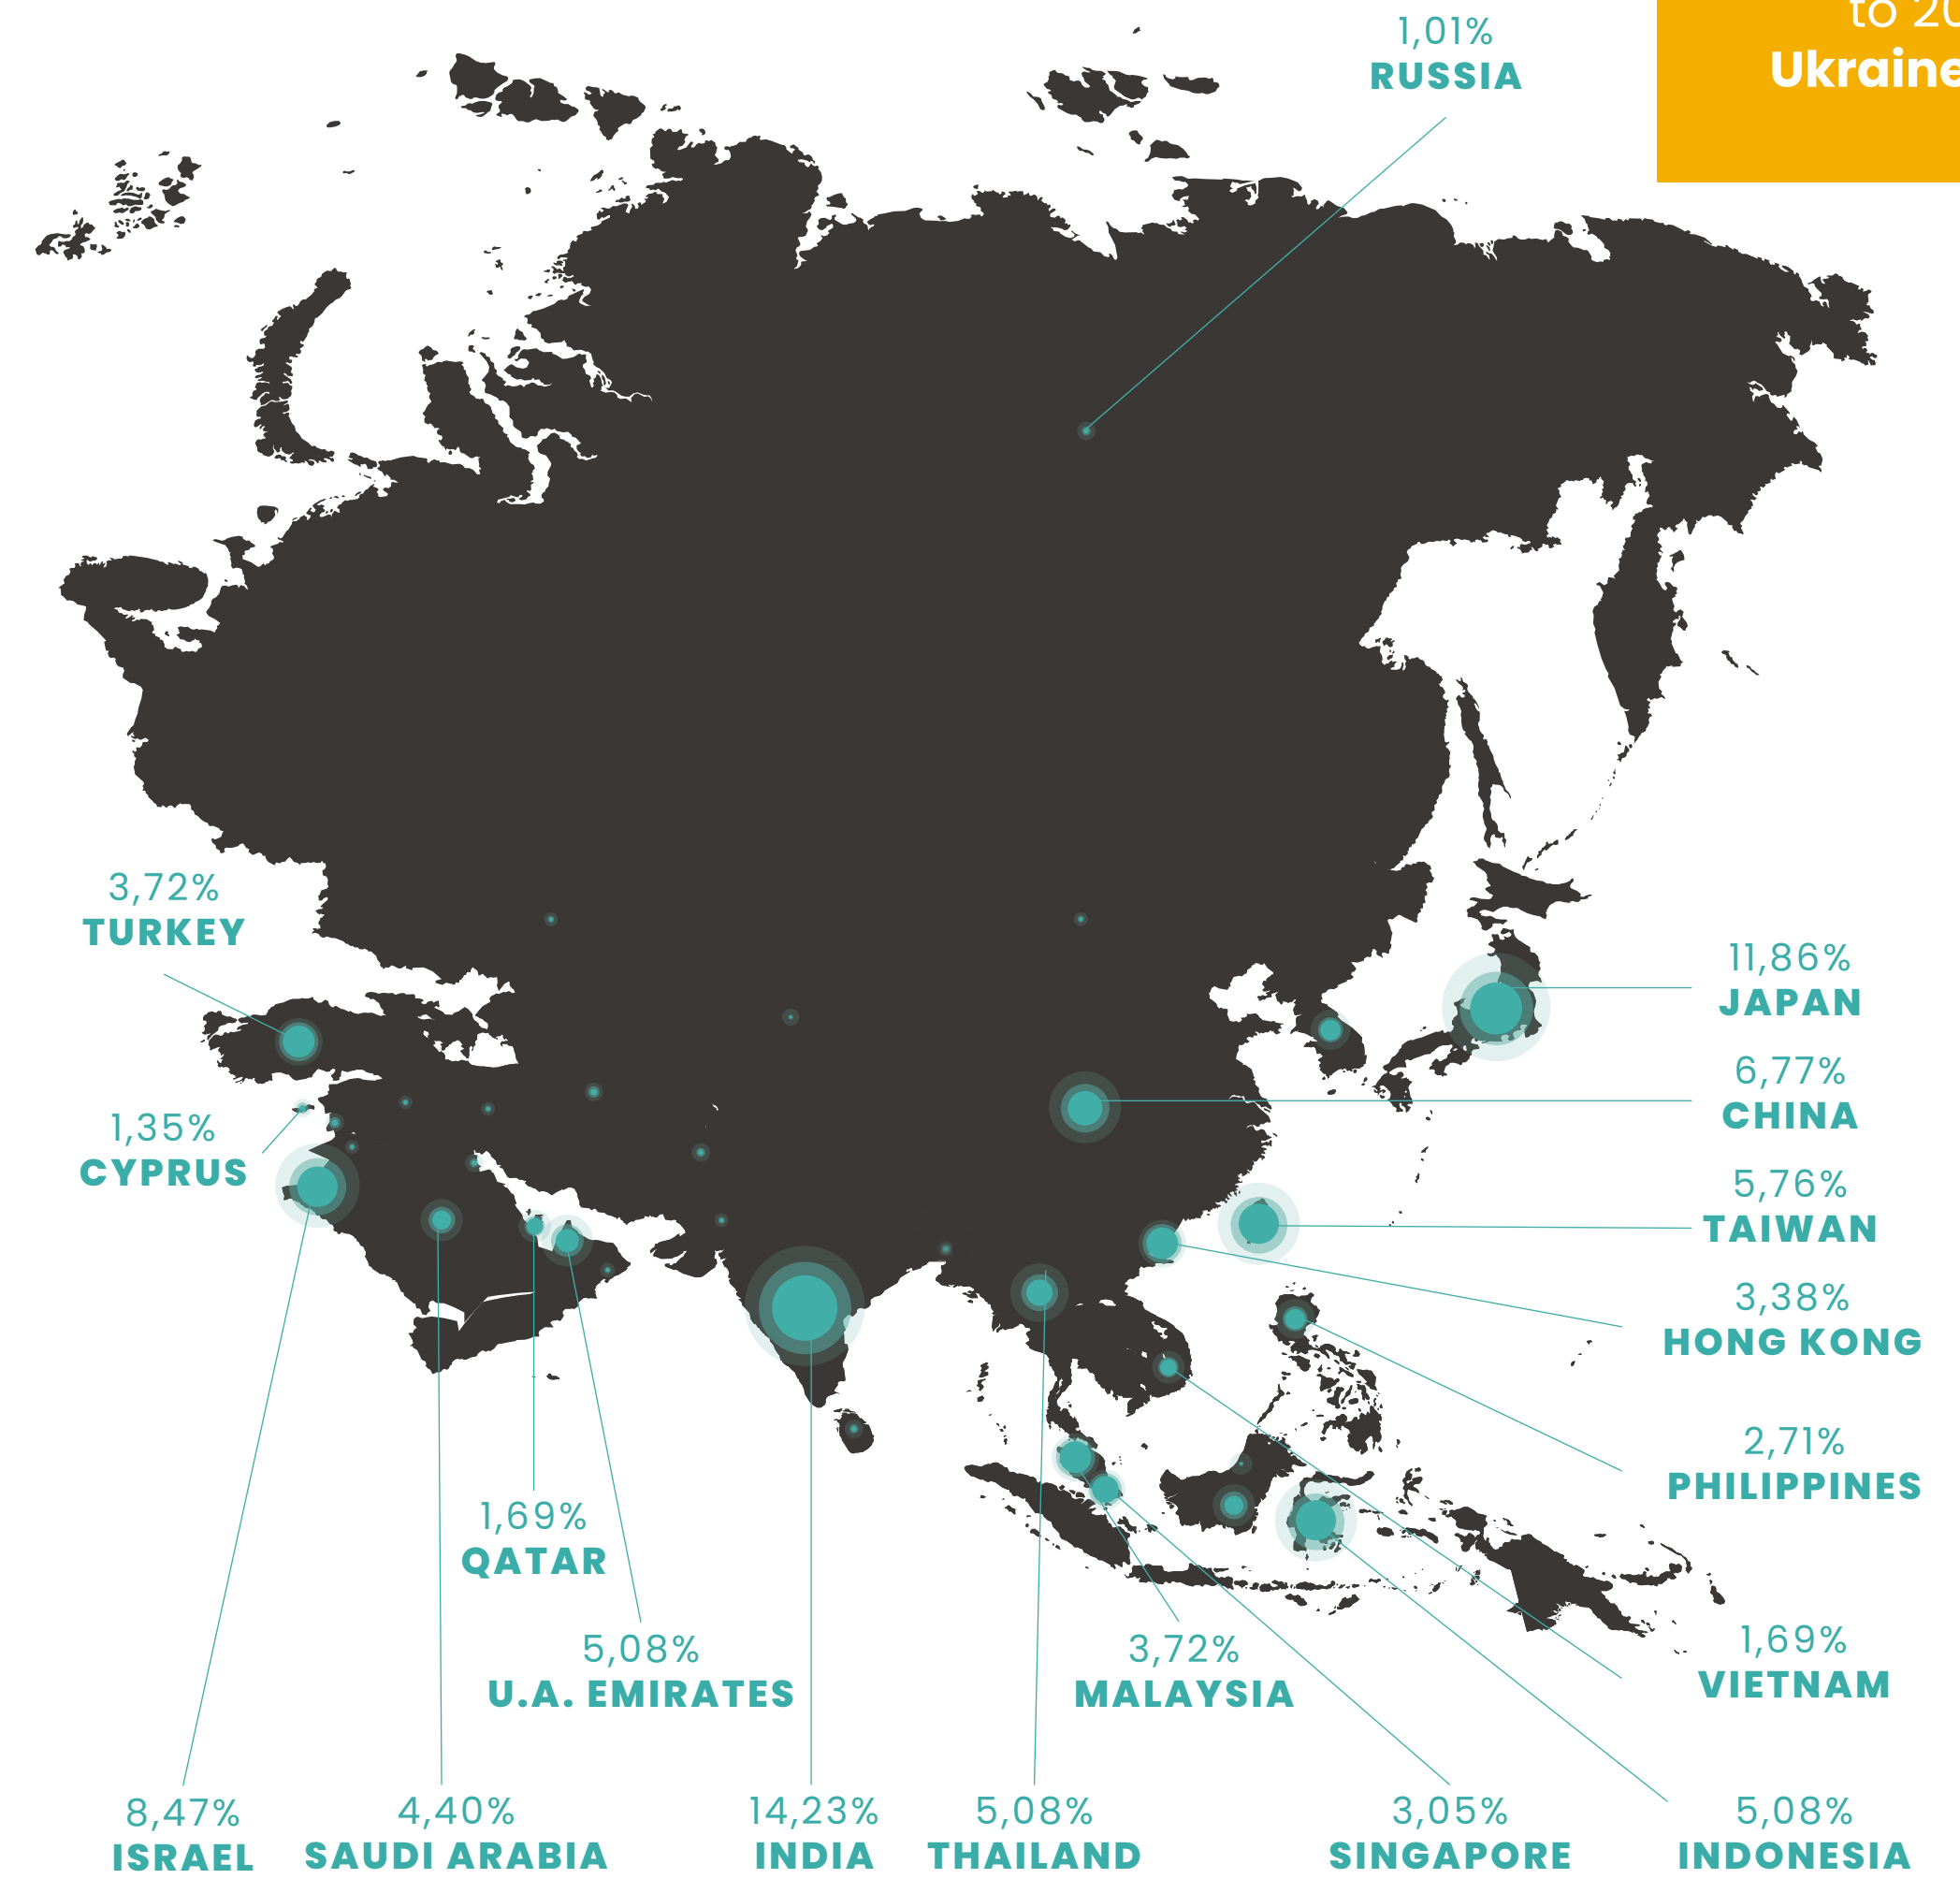 1,01%
RUSSIA
to 20
Ukraine
3,72%
TURKEY
1,35%
CYPRUS
11,86%
JAPAN
6,77%
CHINA
5,76%
TAIWAN
3,38%
HONG KONG
2,71%
PHILIPPINES
1,69%
QATAR
5,08%
U.A. EMIRATES
3,72%
MALAYSIA
1,69%
VIETNAM
8,47%
ISRAEL
4,40%
SAUDI ARABIA
14,23%
INDIA
5,08%
THAILAND
3,05%
SINGAPORE
5,08%
INDONESIA